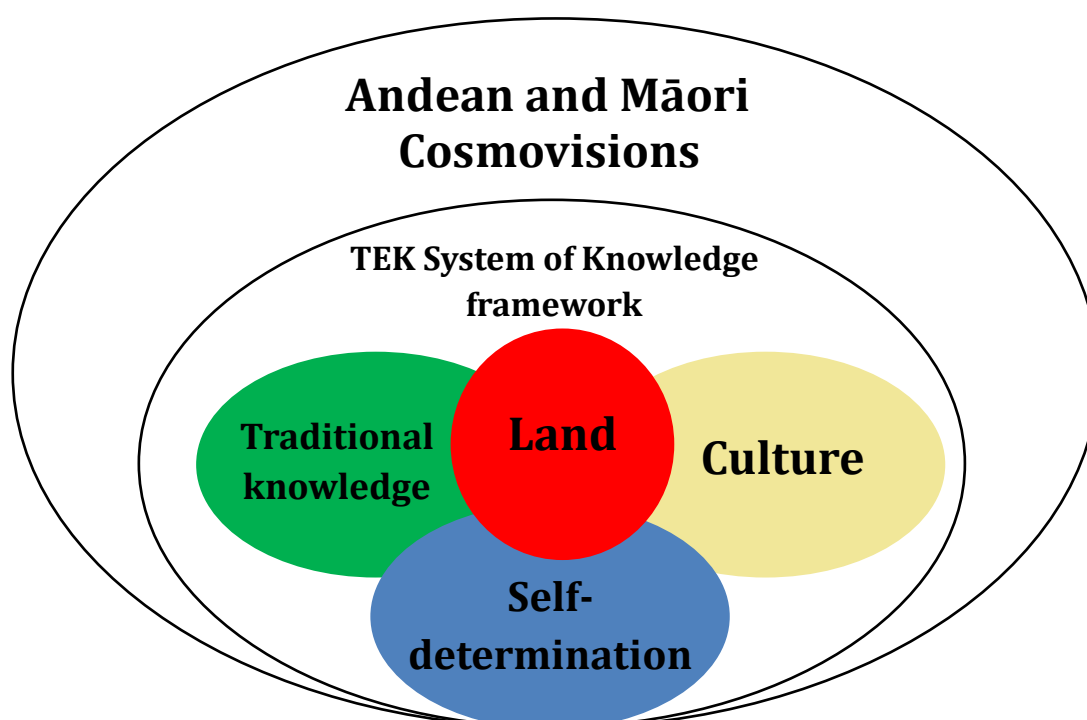 Andean and Māori
Cosmovisions
TEK System of Knowledge
framework
Traditional
knowledge
Land
Culture
Self-
determination